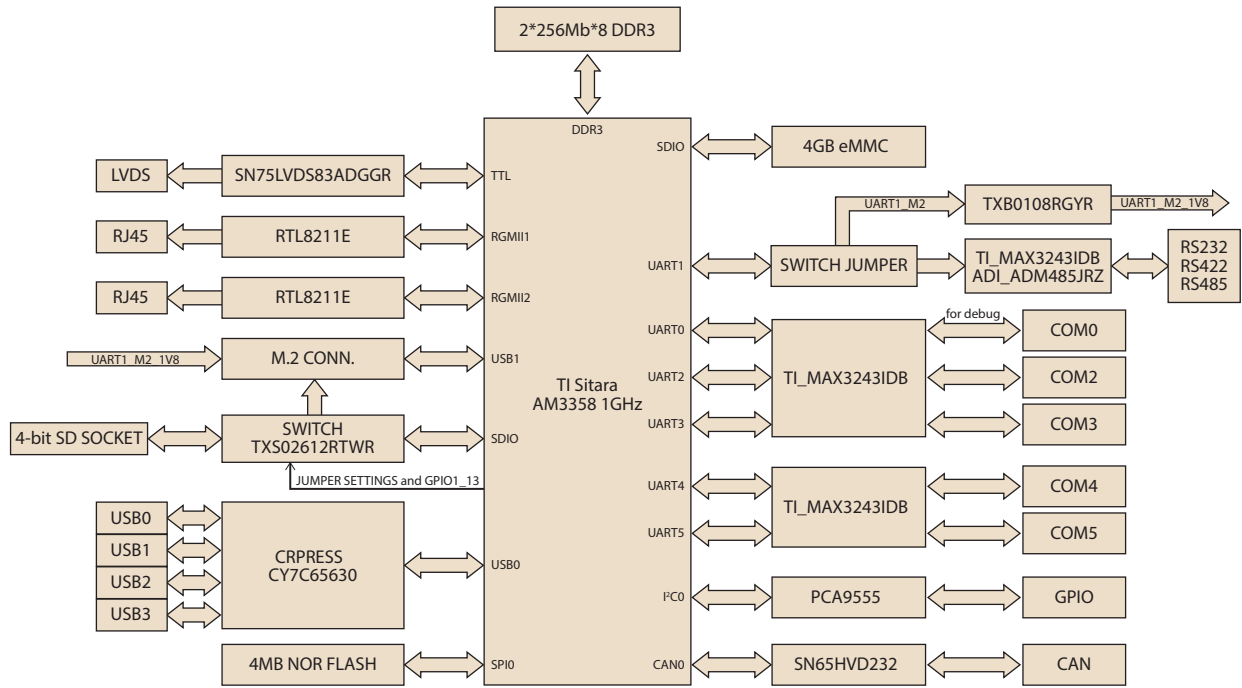 2*256Mb*8 DDR3
DDR3
SDIO
4GB eMMC
LVDS
SN75LVDS83ADGGR
TTL
UART1_M2
TXB0108RGYR
UART1_M2_1V8
RJ45
RTL8211E
RGMII1
UART1
SWITCH JUMPER
TI_MAX3243IDB
ADI_ADM485JRZ
RS232
RS422
RS485
RJ45
RTL8211E
RGMII2
UART0
for debug
COM0
UART1_M2_1V8
M.2 CONN.
USB1
TI Sitara
AM3358 1GHz
UART2
TI_MAX3243IDB
COM2
UART3
COM3
4-bit SD SOCKET
SWITCH
TXS02612RTWR
SDIO
JUMPER SETTINGS and GPIO1_13
UART4
TI_MAX3243IDB
COM4
UART5
COM5
USB0
USB1
USB2
USB3
CRPRESS
CY7C65630
USB0
I²C0
PCA9555
GPIO
4MB NOR FLASH
SPI0
CAN0
SN65HVD232
CAN